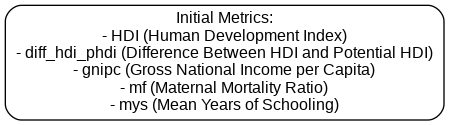 Initial Metrics:
- HDI (Human Development Index)
- diff_hdi_phdi (Difference Between HDI and Potential HDI)
- gnipc (Gross National Income per Capita)
- mf (Maternal Mortality Ratio)
- mys (Mean Years of Schooling)